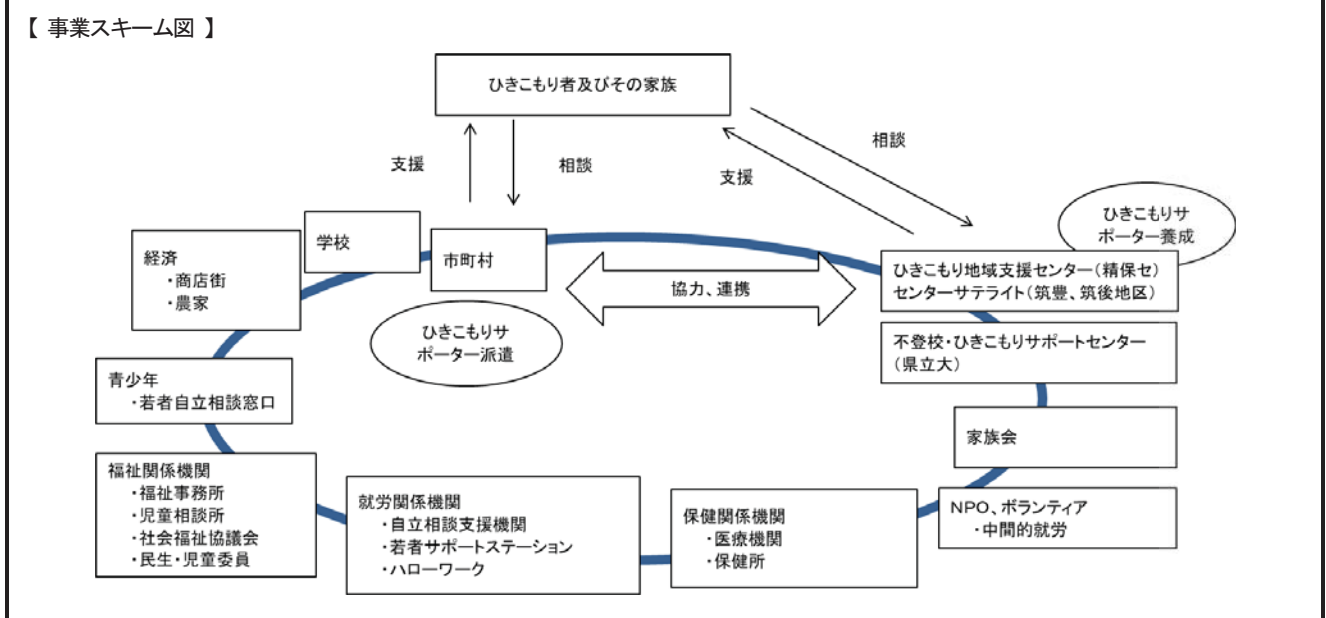 【 事業スキーム図 】
ひきこもり者及びその家族
支援
相談
支援
相談
ひきこもりサ
ポーター養成
経済
・商店街
・農家
学校
市町村
協力、連携
ひきこもり地域支援センター(精保セ)
センターサテライト(筑豊、筑後地区)
ひきこもりサ
ポーター派遣
不登校・ひきこもりサポートセンター
(県立大)
青少年
・若者自立相談窓口
家族会
福祉関係機関
・福祉事務所
・児童相談所
・社会福祉協議会
・民生・児童委員
就労関係機関
・自立相談支援機関
・若者サポートステーション
・ハローワーク
保健関係機関
・医療機関
・保健所
NPO、ボランティア
・中間的就労